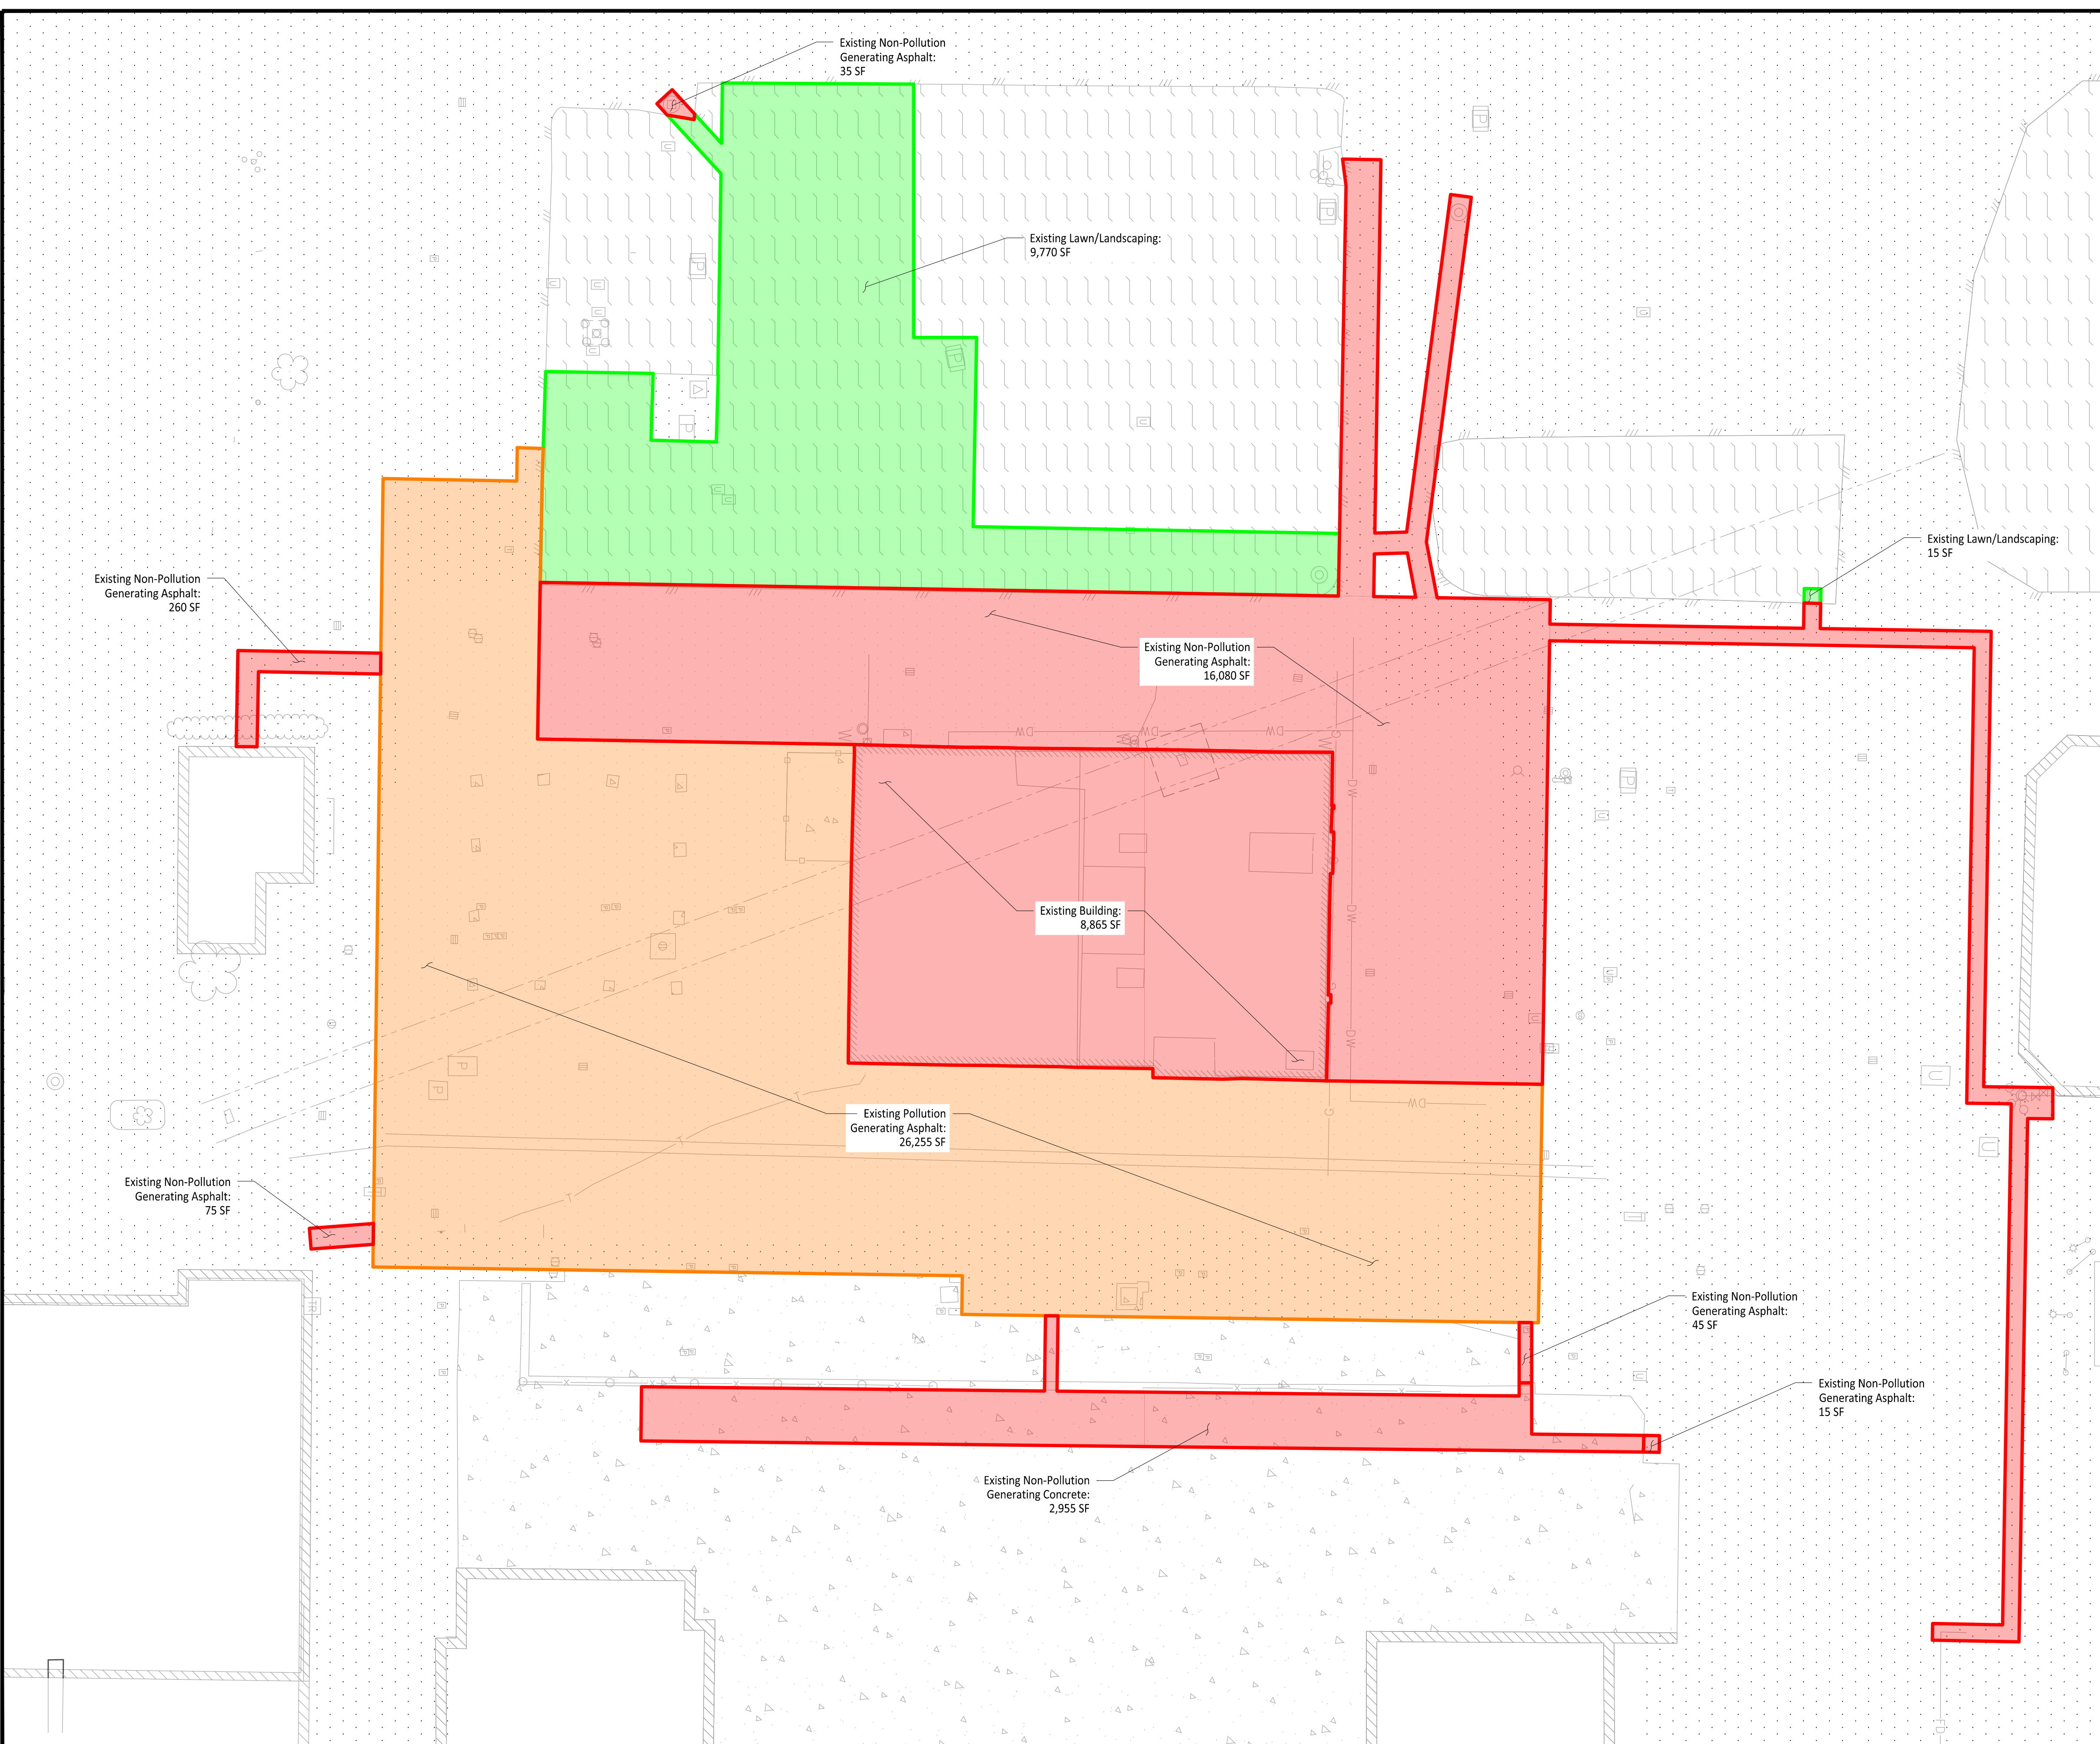 Existing Non-Pollution
Generating Asphalt:
35 SF
Existing Lawn/Landscaping:
9,770 SF
Existing Lawn/Landscaping:
15 SF
Existing Non-Pollution
Generating Asphalt:
260 SF
Existing Non-Pollution
Generating Asphalt:
16,080 SF
Existing Building:
8,865 SF
Existing Pollution
Generating Asphalt:
26,255 SF
Existing Non-Pollution
Generating Asphalt:
75 SF
Existing Non-Pollution
Generating Asphalt:
45 SF
Existing Non-Pollution
Generating Asphalt:
15 SF
Existing Non-Pollution
Generating Concrete:
2,955 SF